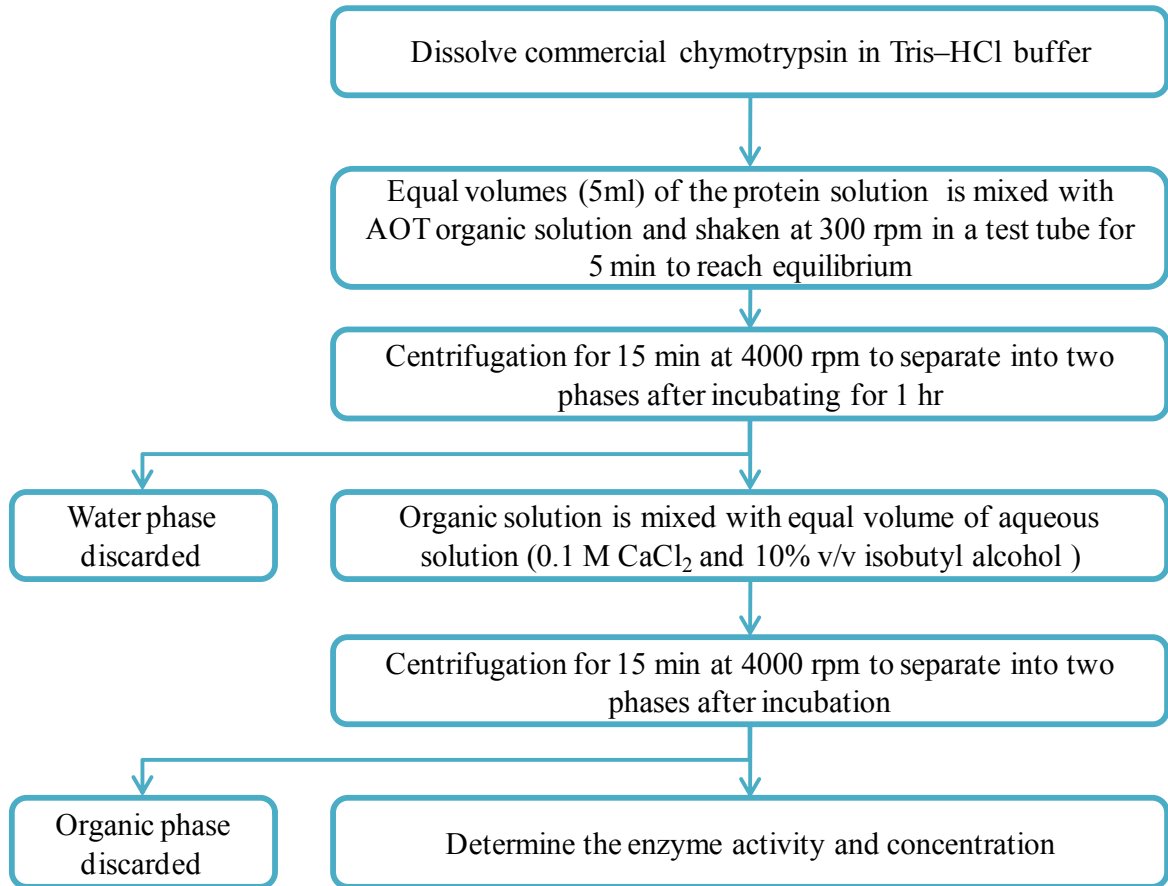 Dissolve commercial chymotrypsin in Tris–HCl buffer
Equal volumes (5ml) of the protein solution is mixed with
AOT organic solution and shaken at 300 rpm in a test tube for
5 min to reach equilibrium
Centrifugation for 15 min at 4000 rpm to separate into two
phases after incubating for 1 hr
Water phase
discarded
Organic solution is mixed with equal volume of aqueous
solution (0.1 M CaCl₂ and 10% v/v isobutyl alcohol )
Centrifugation for 15 min at 4000 rpm to separate into two
phases after incubation
Organic phase
discarded
Determine the enzyme activity and concentration